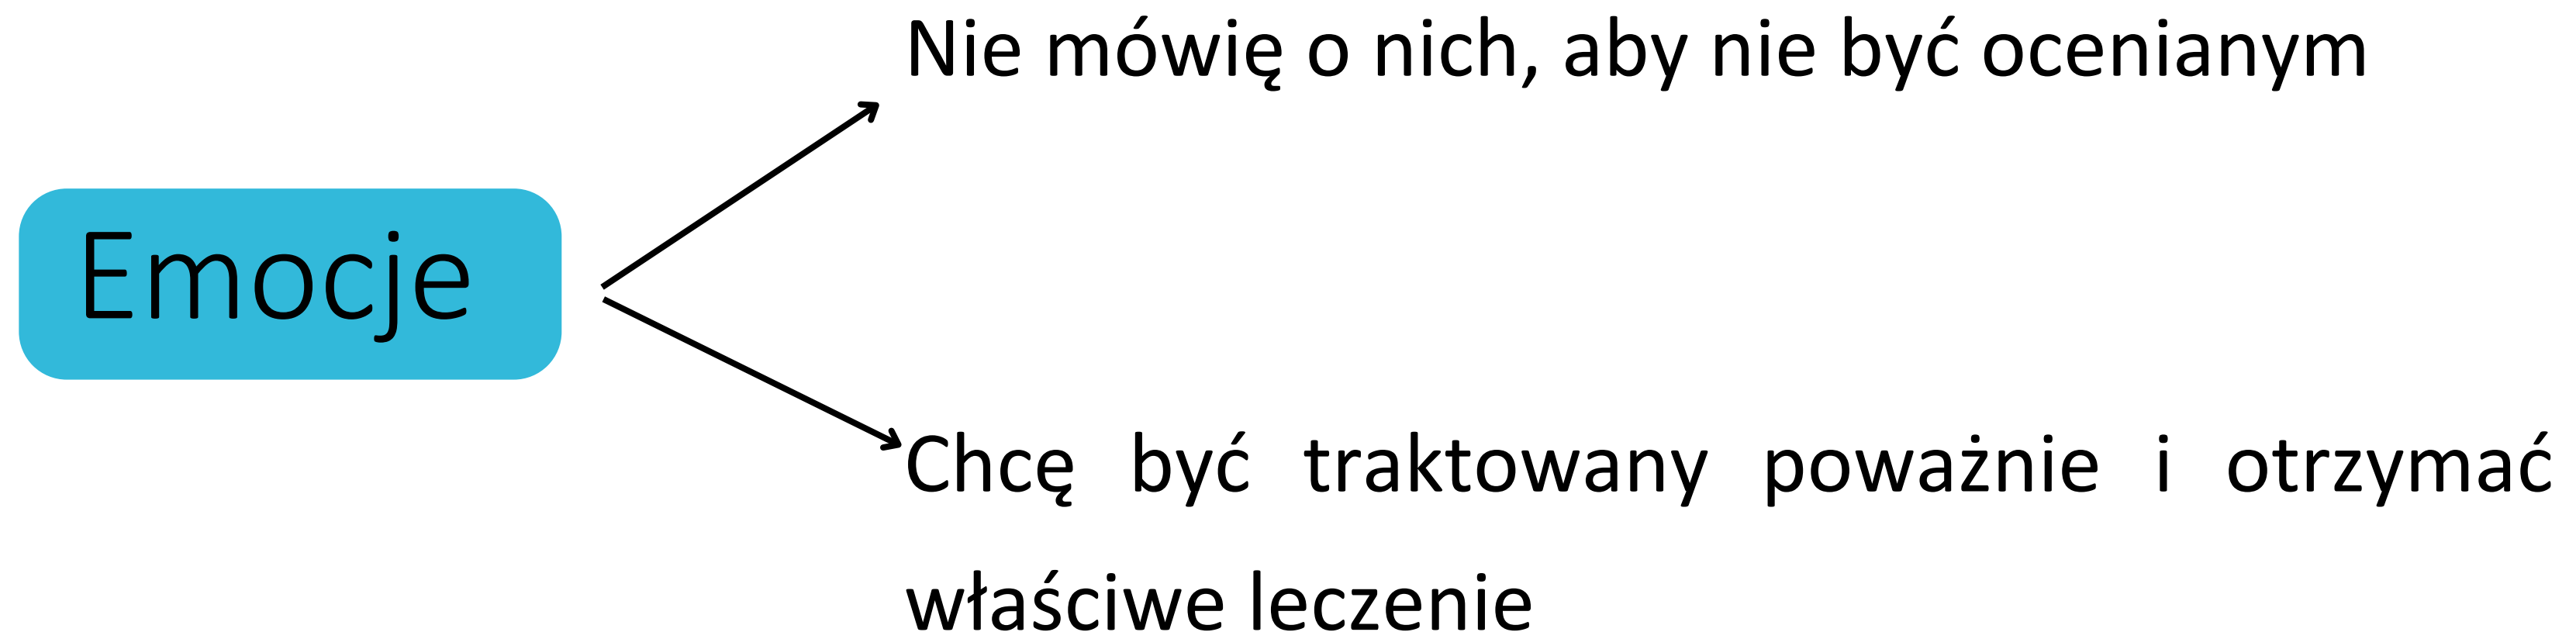 Nie mówię o nich, aby nie być ocenianym
Emocje
Chcę być traktowany poważnie i otrzymać
właściwe leczenie